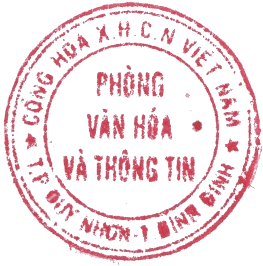 CỘNG HÒA X.H.C.N VIỆT NAM
PHÒNG
VĂN HÓA
VÀ THÔNG TIN
★ T.P QUY NHƠN - T BÌNH ĐỊNH ★